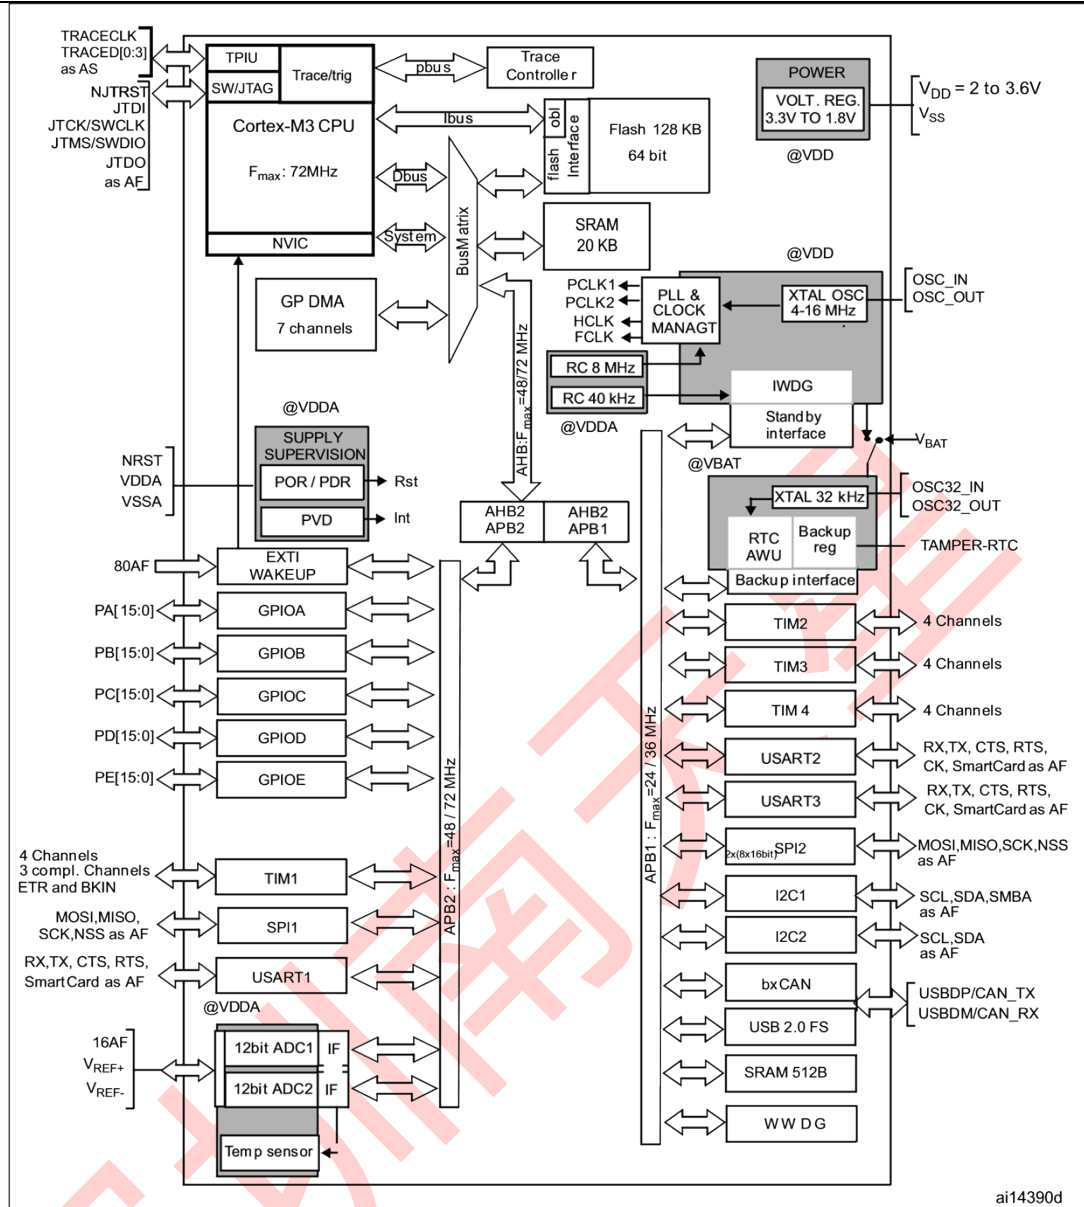 TRACECLK
TRACED[0:3]
as AS
NJTRST
JTDI
JTCK/SWCLK
JTMS/SWDIO
JTDO
as AF
TPIU
SW/JTAG
Trace/trig
Cortex-M3 CPU
Fmax: 72MHz
NVIC
pbus
Trace
Controller
Ibus
Dbus
System
BusMatrix
obl
flash
Interface
Flash 128 KB
64 bit
SRAM
20 KB
POWER
VOLT. REG.
3.3V TO 1.8V
@VDD
VDD = 2 to 3.6V
VSS
GP DMA
7 channels
AHB:Fmax=48/72 MHz
@VDD
PCLK1
PCLK2
HCLK
FCLK
PLL &
CLOCK
MANAGT
XTAL OSC
4-16 MHz
OSC_IN
OSC_OUT
RC 8 MHz
RC 40 kHz
@VDDA
IWDG
Stand by
interface
VBAT
@VBAT
@VDDA
SUPPLY
SUPERVISION
POR / PDR
PVD
Rst
Int
NRST
VDDA
VSSA
AHB2
APB2
AHB2
APB1
XTAL 32 kHz
OSC32_IN
OSC32_OUT
RTC
AWU
Backup
reg
TAMPER-RTC
Backup interface
80AF
EXTI
WAKEUP
PA[15:0]
GPIOA
PB[15:0]
GPIOB
PC[15:0]
GPIOC
PD[15:0]
GPIOD
PE[15:0]
GPIOE
4 Channels
3 compl. Channels
ETR and BKIN
TIM1
MOSI,MISO,
SCK,NSS as AF
SPI1
RX,TX, CTS, RTS,
SmartCard as AF
USART1
@VDDA
16AF
VREF+
VREF-
12bit ADC1
IF
12bit ADC2
IF
Temp sensor
APB2 : Fmax=48 / 72 MHz
APB1 : Fmax=24 / 36 MHz
TIM2
4 Channels
TIM3
4 Channels
TIM 4
4 Channels
USART2
RX,TX, CTS, RTS,
CK, SmartCard as AF
USART3
RX,TX, CTS, RTS,
CK, SmartCard as AF
2x(8x16bit)
SPI2
MOSI,MISO,SCK,NSS
as AF
I2C1
SCL,SDA,SMBA
as AF
I2C2
SCL,SDA
as AF
bxCAN
USBDP/CAN_TX
USBDM/CAN_RX
USB 2.0 FS
SRAM 512B
WWDG
ai14390d
南天星